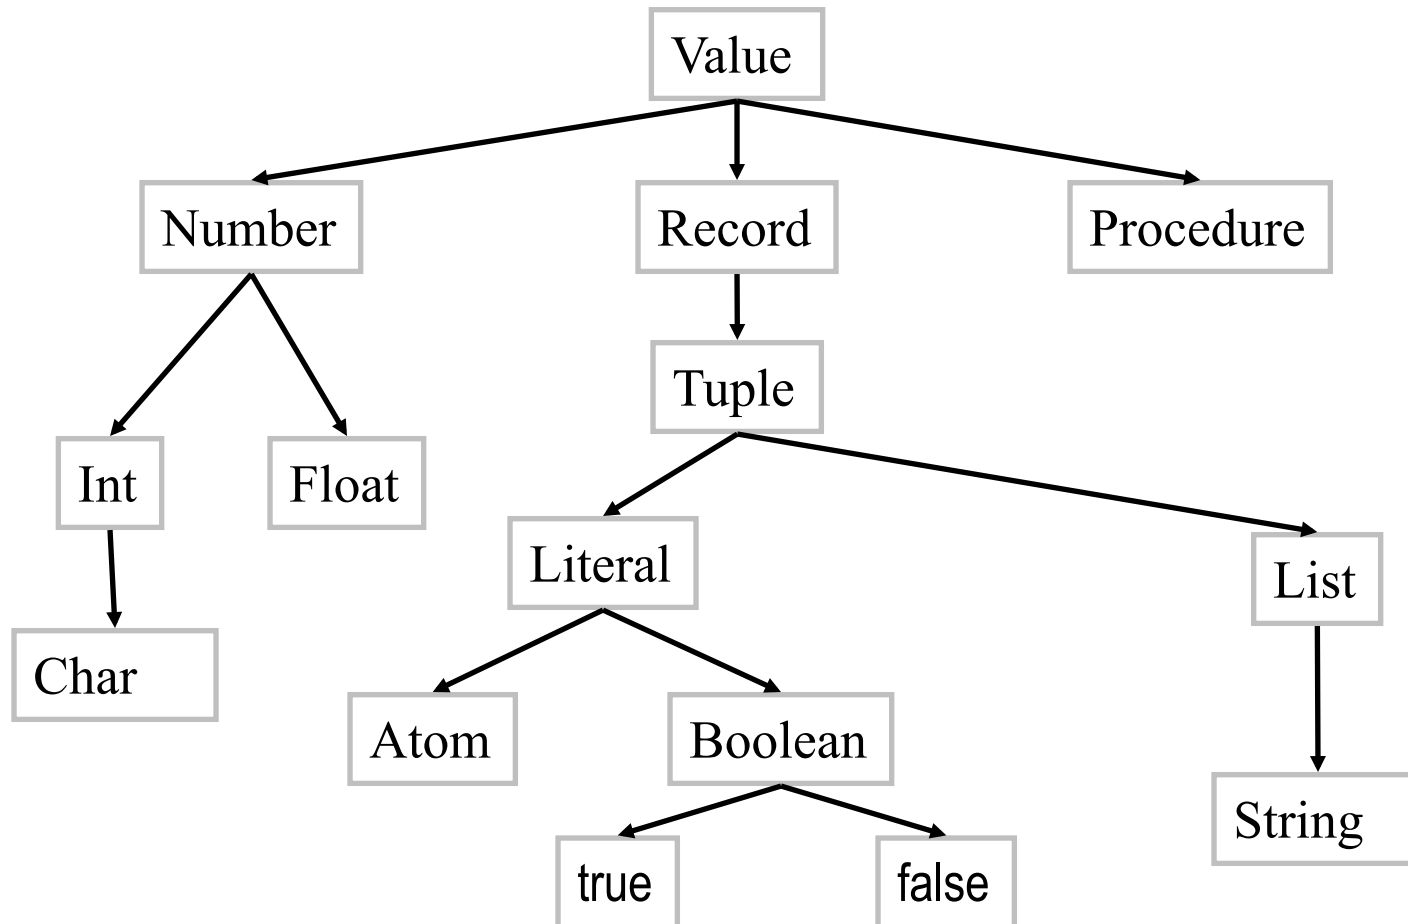 Value
Number
Record
Procedure
Tuple
Int
Float
Literal
List
Char
Atom
Boolean
String
true
false